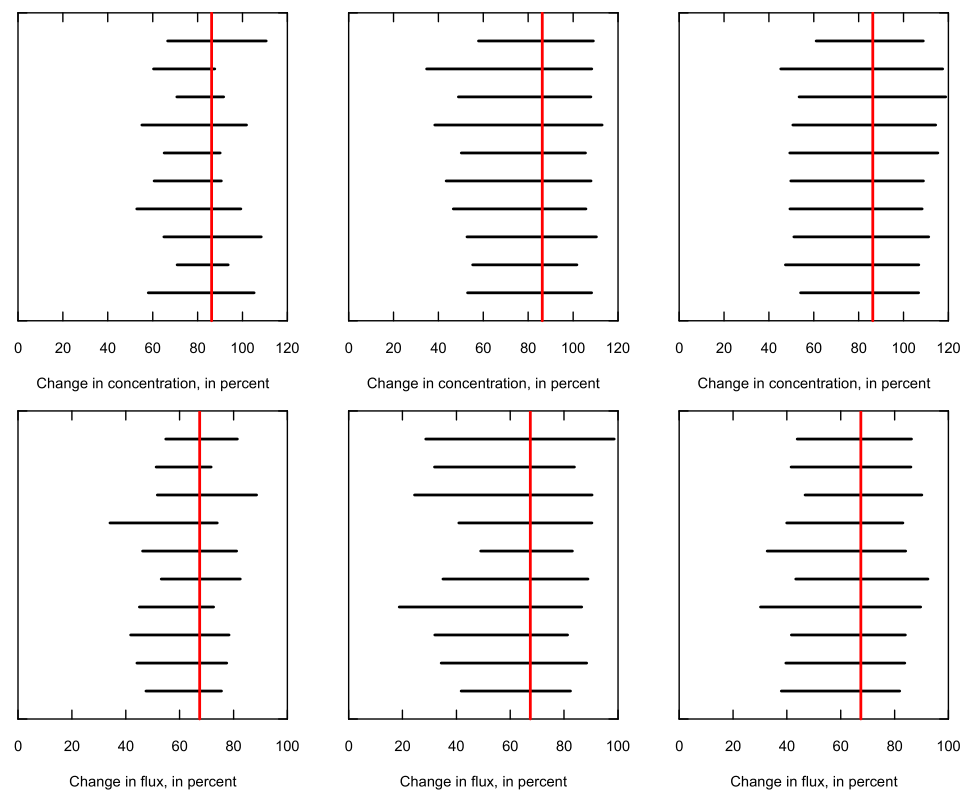 0 20 40 60 80 100 120 0 20 40 60 80 100 120 0 20 40 60 80 100 120
Change in concentration, in percent Change in concentration, in percent Change in concentration, in percent
0 20 40 60 80 100 0 20 40 60 80 100 0 20 40 60 80 100
Change in flux, in percent Change in flux, in percent Change in flux, in percent